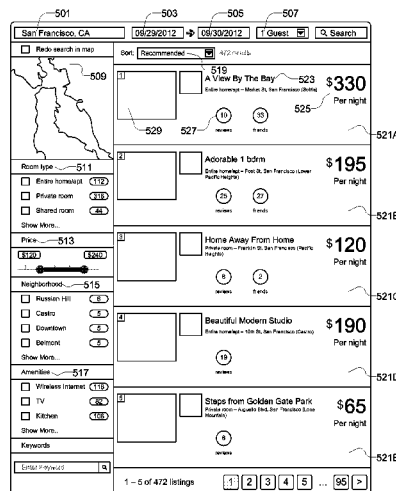 501 503 505 507
San Francisco, CA 09/29/2012 09/30/2012 1 Guest Search
Redo search in map
Sort: Recommended 472 results
519
509
1
A View By The Bay 523
Entire home/apt – Market St, San Francisco (SoMa)
$330
525
Per night
529 527 10 33
reviews friends
521A
Room type 511
Entire home/apt 112
Private room 315
Shared room 44
Show More...
2
Adorable 1 bdrm
Entire home/apt – Post St, San Francisco (Lower Pacific Heights)
$195
Per night
25 27
reviews friends
521B
Price 513
$120 $240
3
Home Away From Home
Private room – Franklin St, San Francisco (Pacific Heights)
$120
Per night
6 2
reviews friends
521C
Neighborhood 515
Russian Hill 6
Castro 5
Downtown 5
Belmont 5
Show More...
4
Beautiful Modern Studio
Entire home/apt – 10th St, San Francisco (Castro)
$190
Per night
19
reviews
521D
Amenities 517
Wireless Internet 116
TV 82
Kitchen 106
Show More...
5
Steps from Golden Gate Park
Private room – Arguello Blvd, San Francisco (Lone Mountain)
$65
Per night
6
reviews
521E
Keywords
Enter Keyword
1 – 5 of 472 listings 1 2 3 4 5 ... 95 >